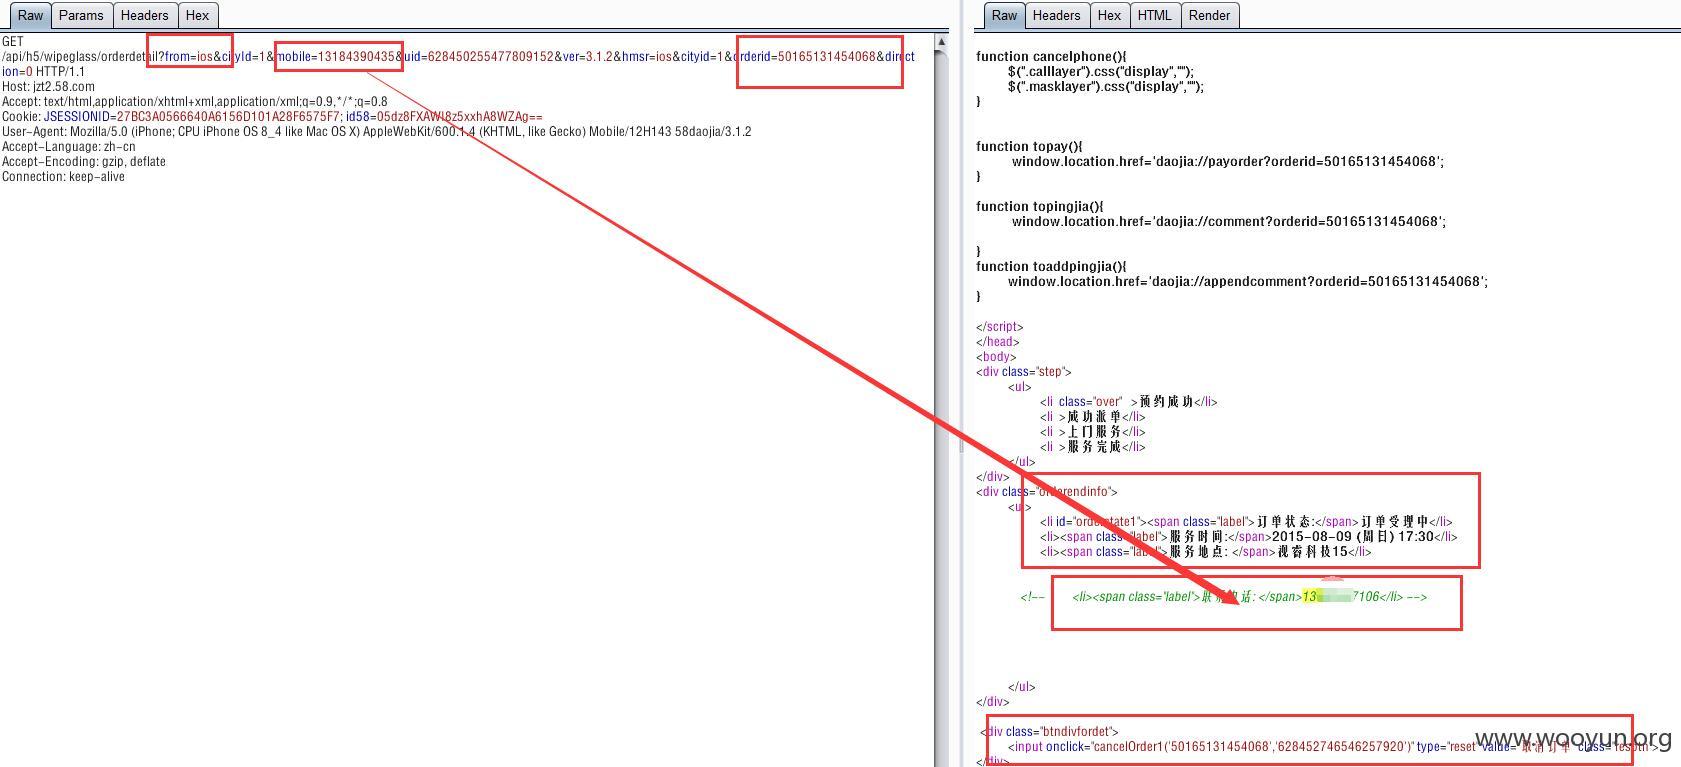 Raw Params Headers Hex
GET
/api/h5/wipeglass/orderdetail?from=ios&cityId=1&mobile=13184390435&uid=628450255477809152&ver=3.1.2&hmsr=ios&cityid=1&orderid=50165131454068&direct
ion=0 HTTP/1.1
Host: jzt2.58.com
Accept: text/html,application/xhtml+xml,application/xml;q=0.9,*/*;q=0.8
Cookie: JSESSIONID=27BC3A0566640A6156D101A28F6575F7; id58=05dz8FXAWI8z5xxhA8WZAg==
User-Agent: Mozilla/5.0 (iPhone; CPU iPhone OS 8_4 like Mac OS X) AppleWebKit/600.1.4 (KHTML, like Gecko) Mobile/12H143 58daojia/3.1.2
Accept-Language: zh-cn
Accept-Encoding: gzip, deflate
Connection: keep-alive
Raw Headers Hex HTML Render
function cancelphone(){
$(".calllayer").css("display","");
$(".masklayer").css("display","");
}
function topay(){
window.location.href='daojia://payorder?orderid=50165131454068';
}
function topingjia(){
window.location.href='daojia://comment?orderid=50165131454068';
}
function toaddpingjia(){
window.location.href='daojia://appendcomment?orderid=50165131454068';
}
</script>
</head>
<body>
<div class="step">
<ul>
<li class="over" >预约成功</li>
<li >成功派单</li>
<li >上门服务</li>
<li >服务完成</li>
</ul>
</div>
<div class="orderendinfo">
<ul>
<li id="orderstate1"><span class="label">订单状态:</span>订单受理中</li>
<li><span class="label">服务时间:</span>2015-08-09 (周日) 17:30</li>
<li><span class="label">服务地点: </span>视睿科技15</li>
<!-- <li><span class="label">联系电话: </span>13 7106</li> -->
</ul>
</div>
<div class="btndivfordet">
<input onclick="cancelOrder1('50165131454068','628452746546257920')" type="reset" value="取消订单" class=
</div>
www.wooyun.org